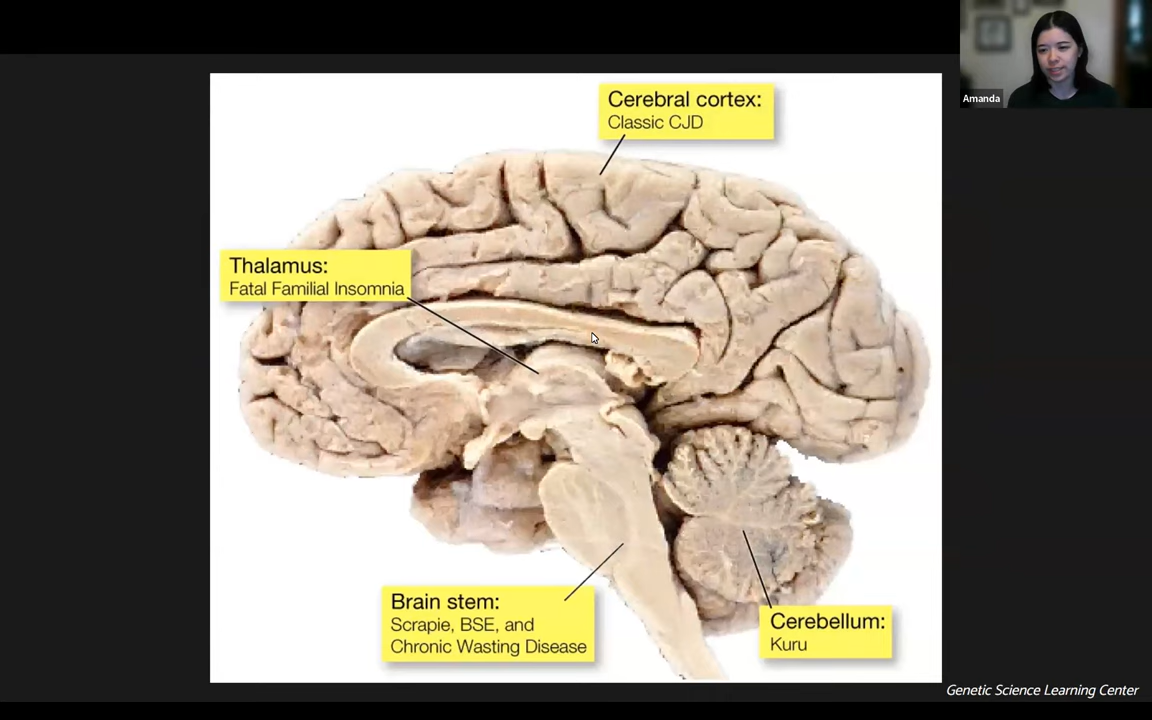 Amanda
Cerebral cortex:
Classic CJD
Thalamus:
Fatal Familial Insomnia
Brain stem:
Scrapie, BSE, and
Chronic Wasting Disease
Cerebellum:
Kuru
Genetic Science Learning Center